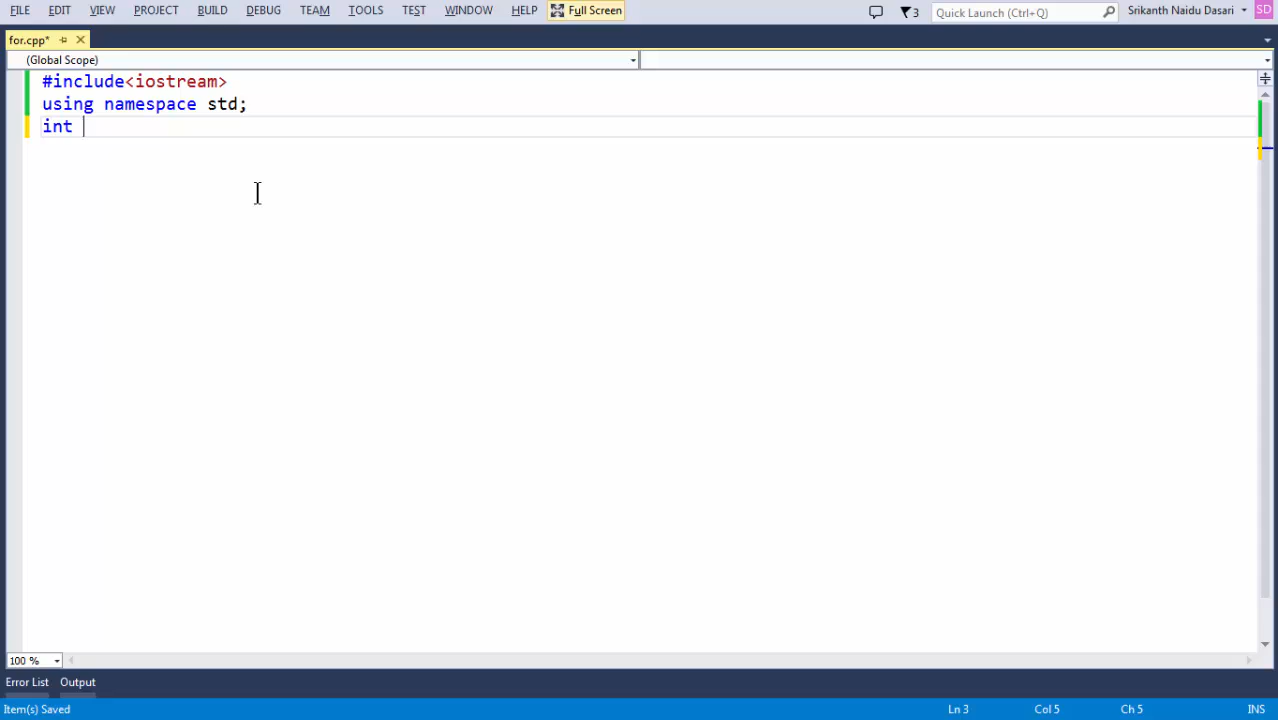 FILE EDIT VIEW PROJECT BUILD DEBUG TEAM TOOLS TEST WINDOW HELP Full Screen 3 Quick Launch (Ctrl+Q) Srikanth Naidu Dasari SD
for.cpp*
(Global Scope)
#include<iostream>
using namespace std;
int
100 %
Error List Output
Item(s) Saved Ln 3 Col 5 Ch 5 INS